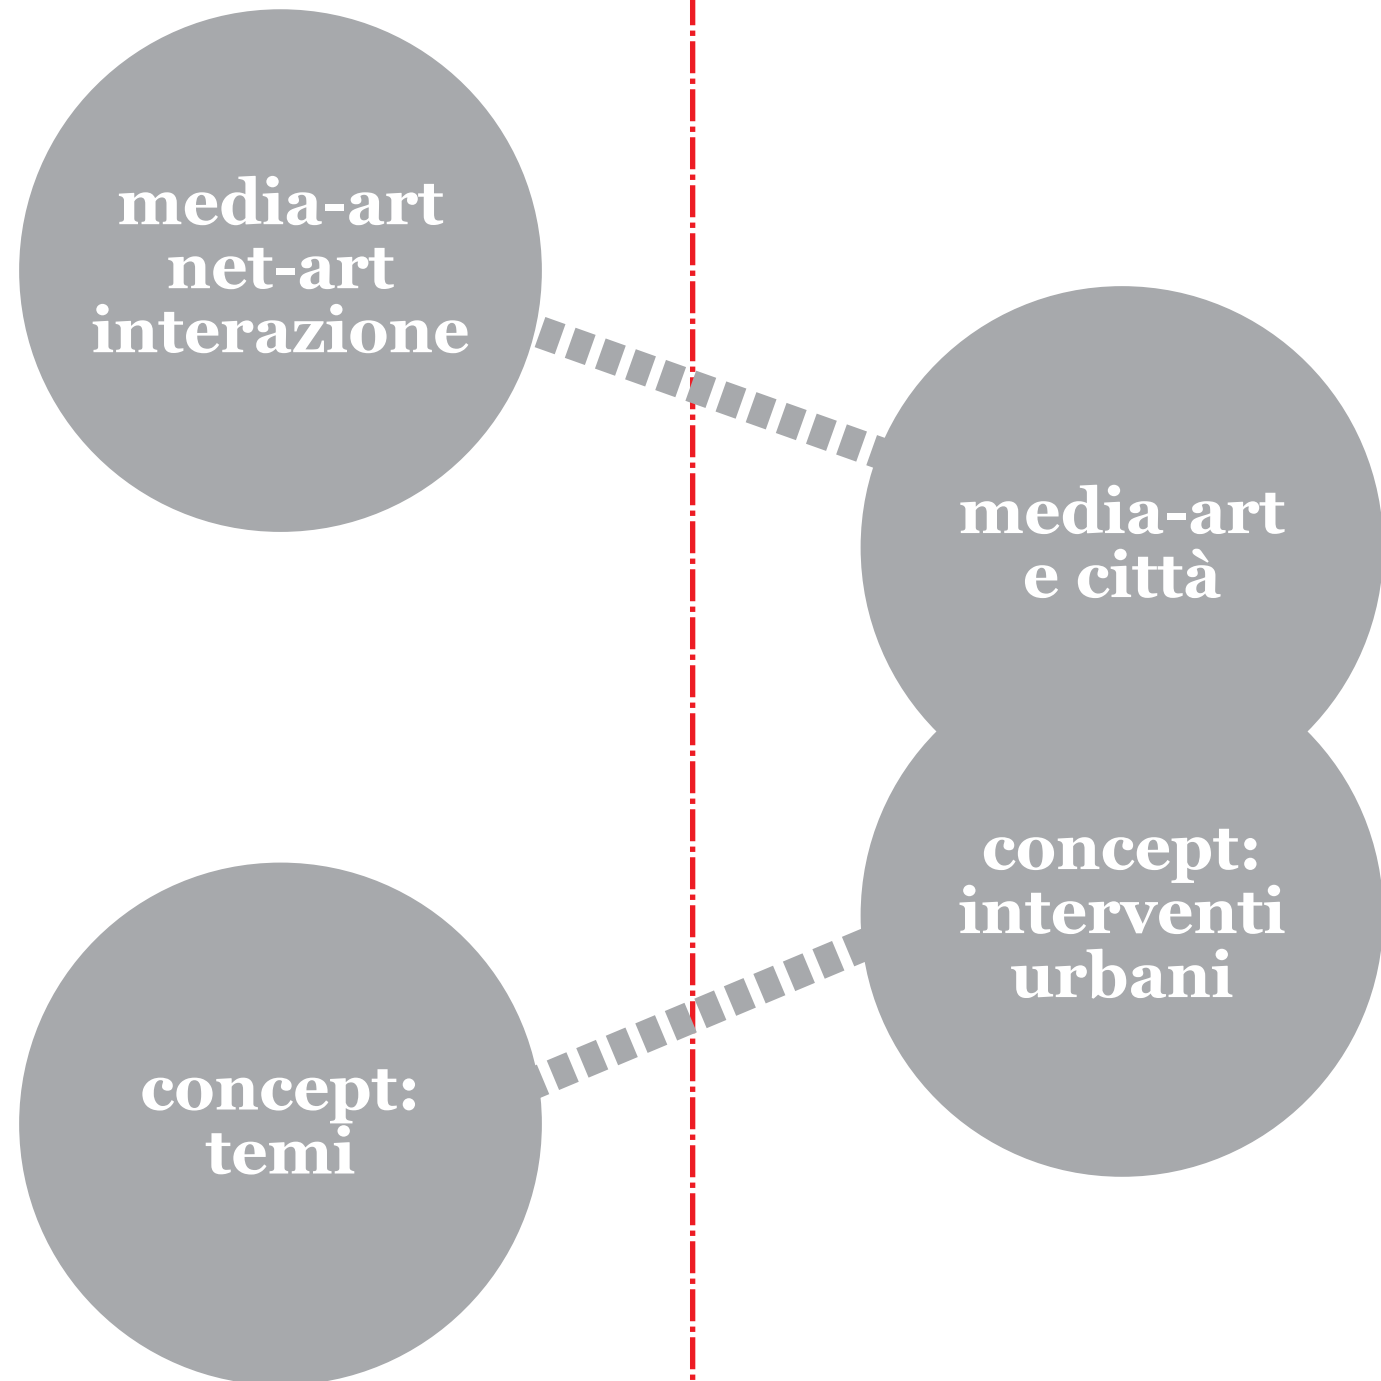 media-art
net-art
interazione
media-art
e città
concept:
interventi
urbani
concept:
temi